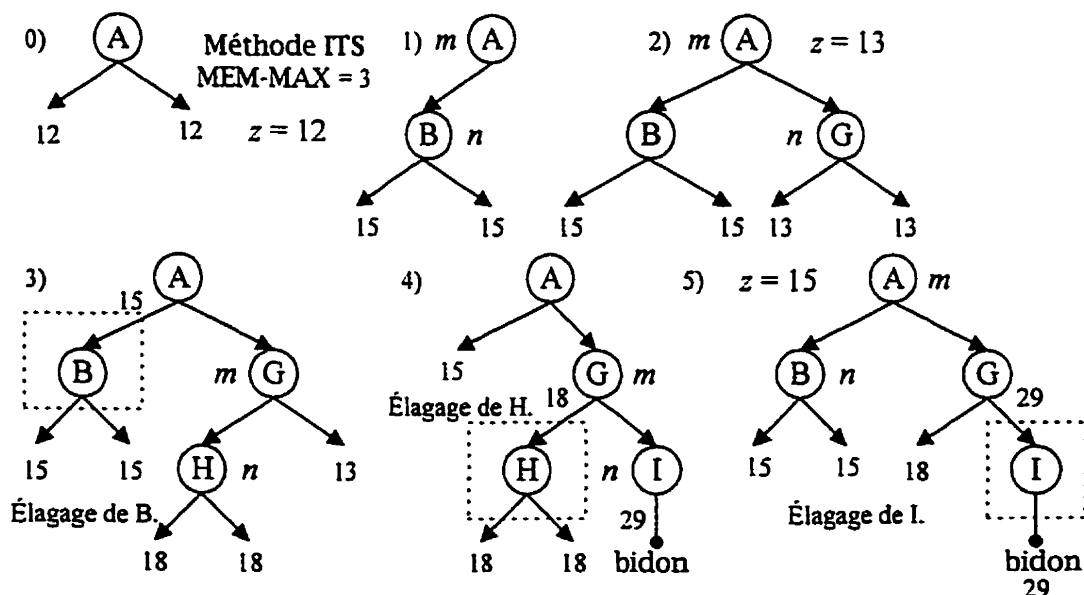 0) A Méthode ITS 1) m A 2) m A z = 13
MEM-MAX = 3
12 12 z = 12 B n B n G
15 15 15 15 13 13
3) A 4) A 5) z = 15 A m
15
B m G 15 G m B n G
Élagage de H. 18 29
15 15 H n 13 H n I 15 15 18 I
Élagage de B. 29 Élagage de I.
18 18 18 18 bidon bidon
29